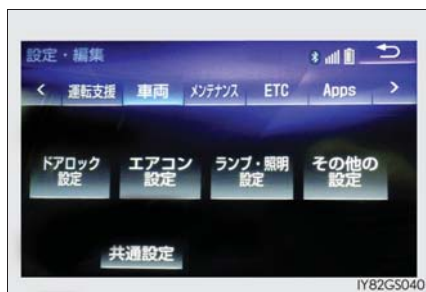 設定・編集
< 運転支援 車両 メンテナンス ETC Apps >
ドアロック
設定
エアコン
設定
ランプ・照明
設定
その他の
設定
共通設定
IY82GS040